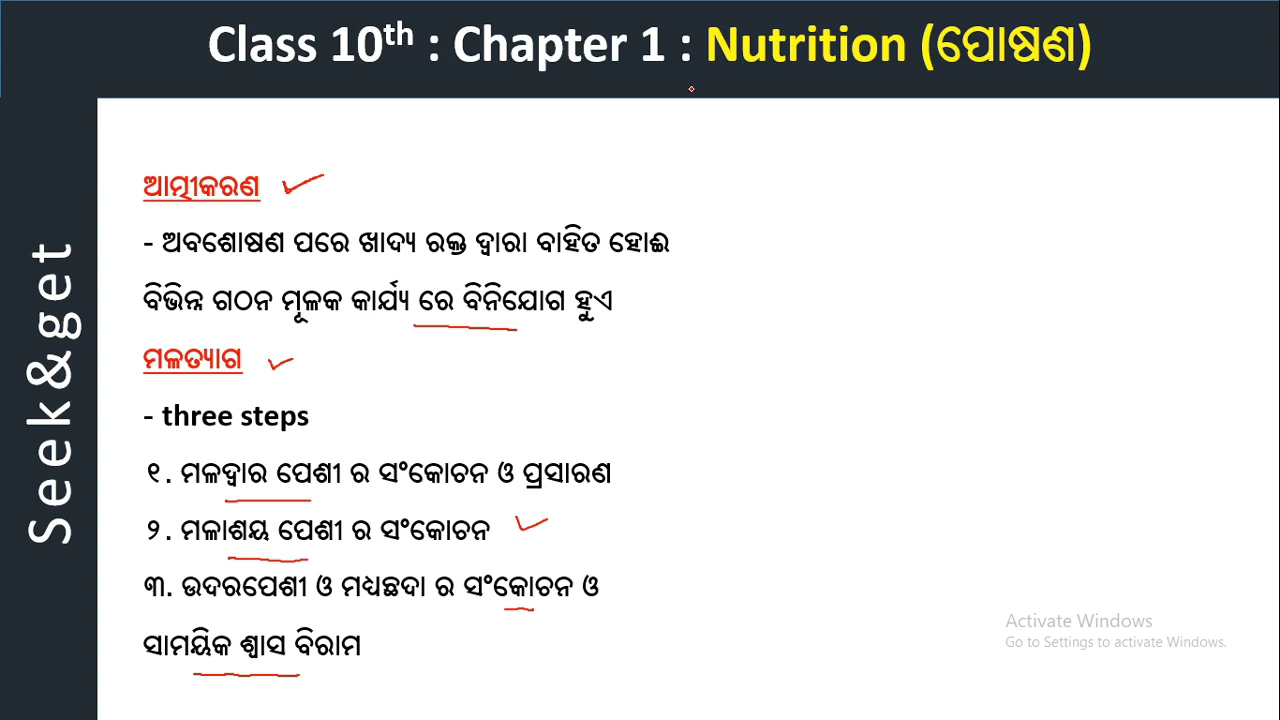 Class 10th : Chapter 1 : Nutrition (ପୋଷଣ)
Seek&get
ଆତ୍ମୀକରଣ
- ଅବଶୋଷଣ ପରେ ଖାଦ୍ୟ ରକ୍ତ ଦ୍ୱାରା ବାହିତ ହୋଈ
ବିଭିନ୍ନ ଗଠନ ମୂଳକ କାର୍ଯ୍ୟ ରେ ବିନିଯୋଗ ହୁଏ
ମଳତ୍ୟାଗ
- three steps
୧. ମଳଦ୍ୱାର ପେଶୀ ର ସଂକୋଚନ ଓ ପ୍ରସାରଣ
୨. ମଳାଶୟ ପେଶୀ ର ସଂକୋଚନ
୩. ଉଦରପେଶୀ ଓ ମଧ୍ୟଛଦା ର ସଂକୋଚନ ଓ
ସାମୟିକ ଶ୍ୱାସ ବିରାମ
Activate Windows
Go to Settings to activate Windows.